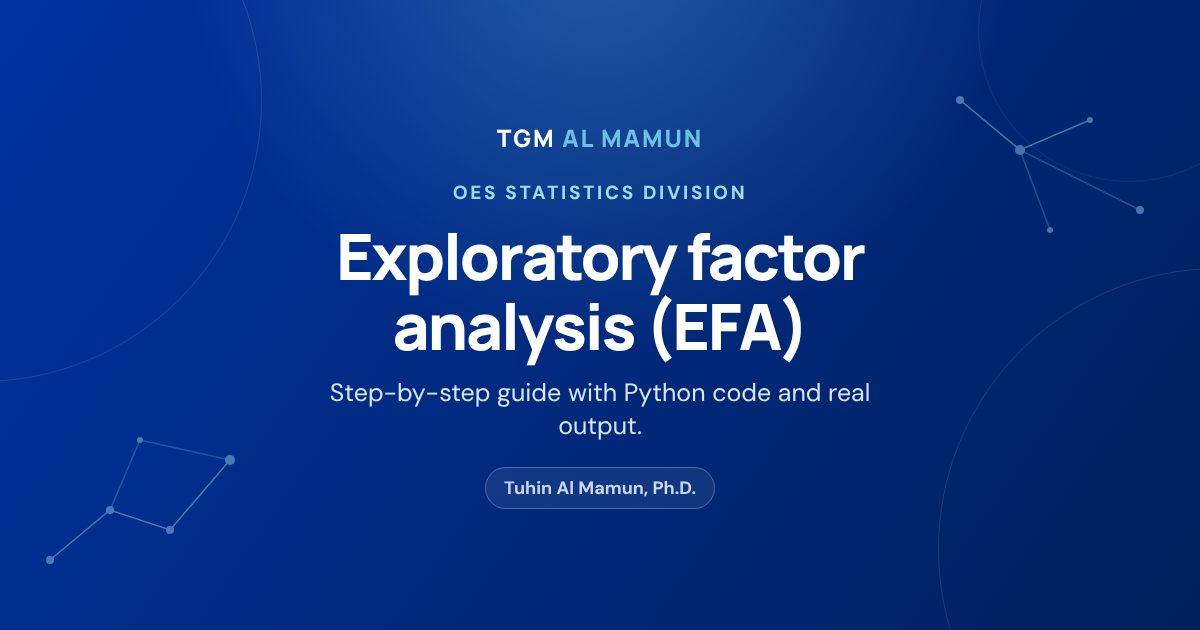 TGM AL MAMUN
OES STATISTICS DIVISION
Exploratory factor
analysis (EFA)
Step-by-step guide with Python code and real
output.
Tuhin Al Mamun, Ph.D.